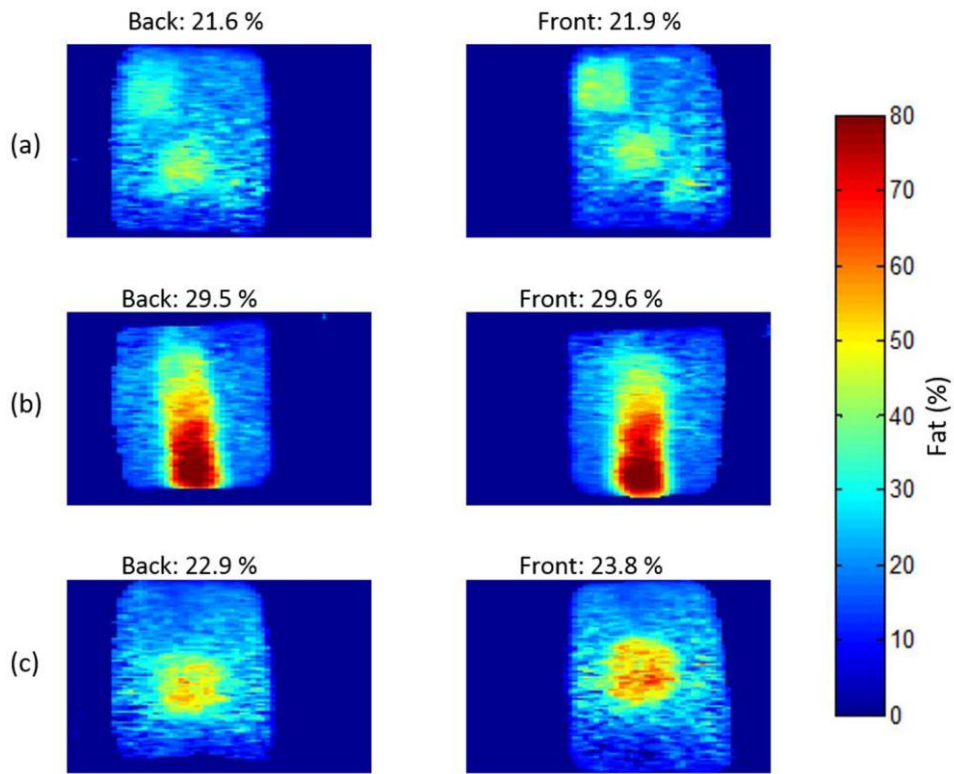 Back: 21.6 %
Front: 21.9 %
(a)
Back: 29.5 %
Front: 29.6 %
(b)
Back: 22.9 %
Front: 23.8 %
(c)
80
70
60
50
40
30
20
10
0
Fat (%)